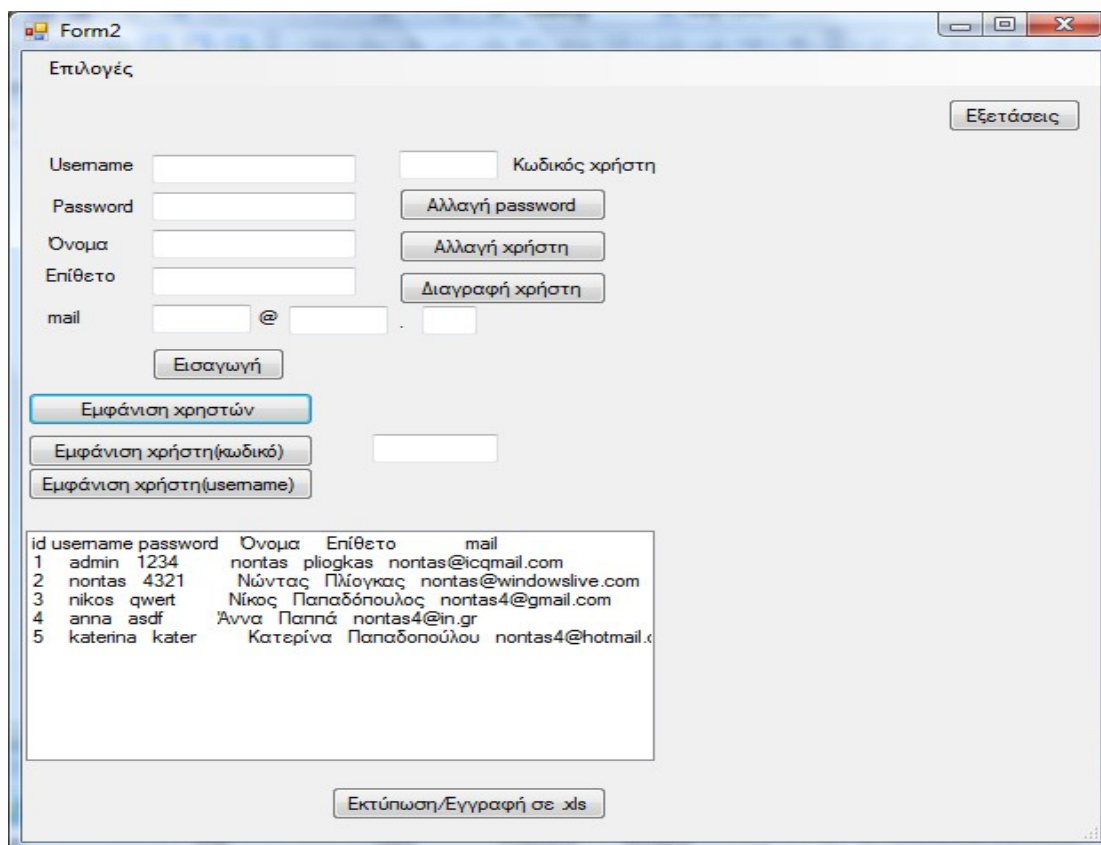 Form2
Επιλογές
Εξετάσεις
Username
Κωδικός χρήστη
Password
Αλλαγή password
Όνομα
Αλλαγή χρήστη
Επίθετο
Διαγραφή χρήστη
mail @ .
Εισαγωγή
Εμφάνιση χρηστών
Εμφάνιση χρήστη(κωδικό)
Εμφάνιση χρήστη(username)
id username password Όνομα Επίθετο mail
1 admin 1234 nontas pliogkas nontas@icqmail.com
2 nontas 4321 Νώντας Πλίογκας nontas@windowslive.com
3 nikos qwert Νίκος Παπαδόπουλος nontas4@gmail.com
4 anna asdf Άννα Παππά nontas4@in.gr
5 katerina kater Κατερίνα Παπαδοπούλου nontas4@hotmail.c
Εκτύπωση/Εγγραφή σε .xls